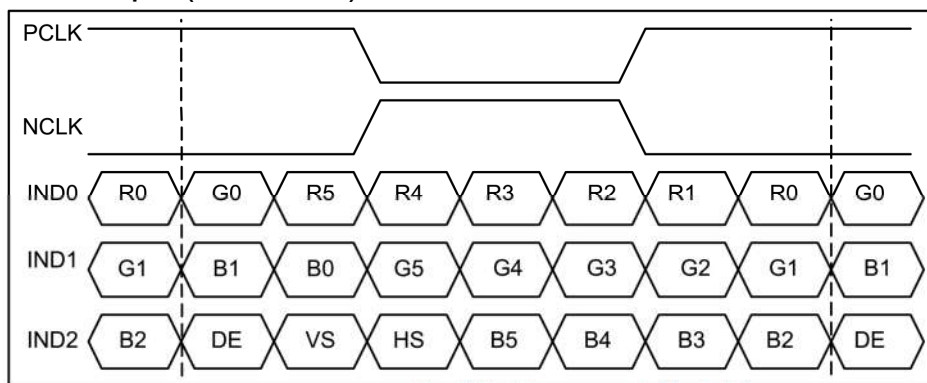 PCLK
NCLK
IND0 R0 G0 R5 R4 R3 R2 R1 R0 G0
IND1 G1 B1 B0 G5 G4 G3 G2 G1 B1
IND2 B2 DE VS HS B5 B4 B3 B2 DE